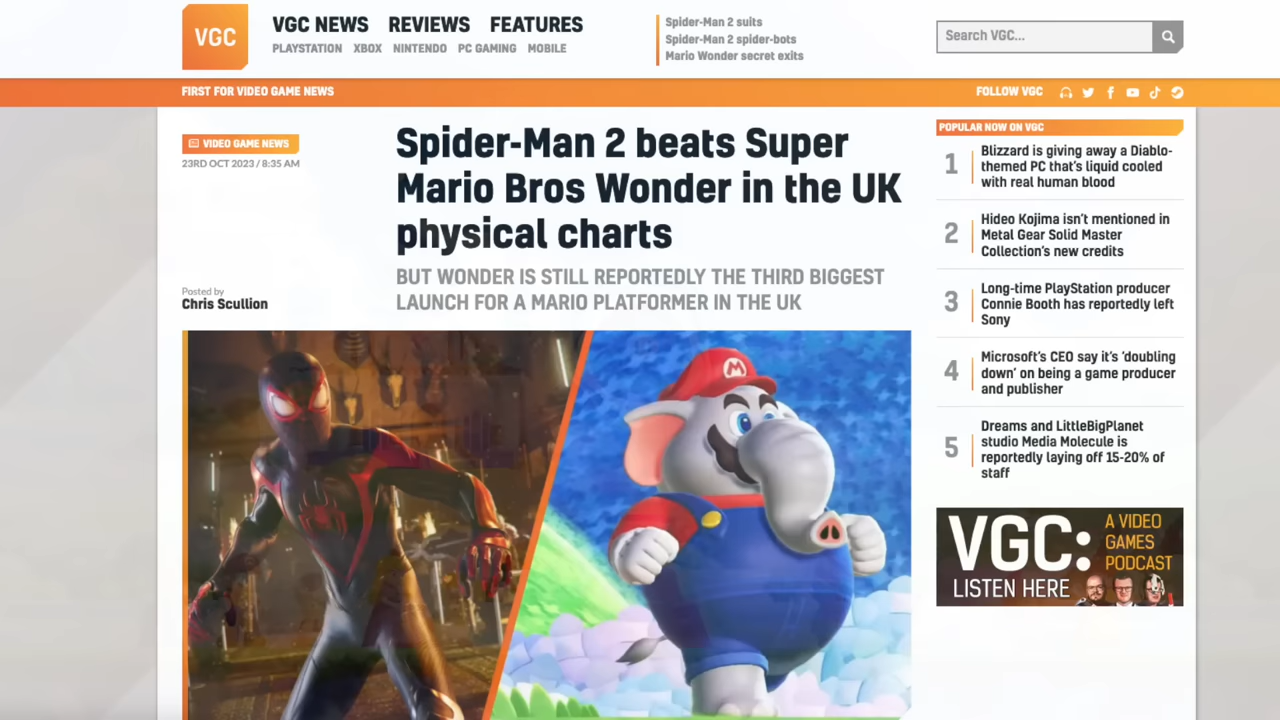 VGC
VGC NEWS REVIEWS FEATURES
PLAYSTATION XBOX NINTENDO PC GAMING MOBILE
Spider-Man 2 suits
Spider-Man 2 spider-bots
Mario Wonder secret exits
Search VGC...
FIRST FOR VIDEO GAME NEWS
FOLLOW VGC
VIDEO GAME NEWS
23RD OCT 2023 / 8:35 AM
Posted by
Chris Scullion
Spider-Man 2 beats Super
Mario Bros Wonder in the UK
physical charts
BUT WONDER IS STILL REPORTEDLY THE THIRD BIGGEST
LAUNCH FOR A MARIO PLATFORMER IN THE UK
M
POPULAR NOW ON VGC
1
Blizzard is giving away a Diablo-
themed PC that's liquid cooled
with real human blood
2
Hideo Kojima isn't mentioned in
Metal Gear Solid Master
Collection's new credits
3
Long-time PlayStation producer
Connie Booth has reportedly left
Sony
4
Microsoft's CEO say it's 'doubling
down' on being a game producer
and publisher
5
Dreams and LittleBigPlanet
studio Media Molecule is
reportedly laying off 15-20% of
staff
VGC:
A VIDEO
GAMES
PODCAST
LISTEN HERE